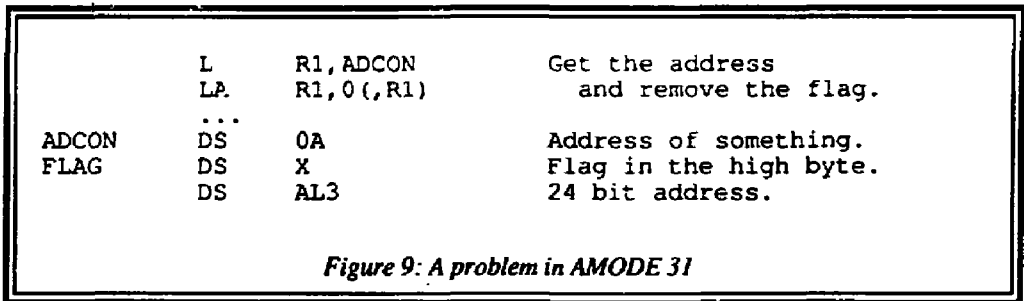 L R1,ADCON Get the address
LA R1,0(,R1) and remove the flag.
...
ADCON DS 0A Address of something.
FLAG DS X Flag in the high byte.
DS AL3 24 bit address.
Figure 9: A problem in AMODE 31